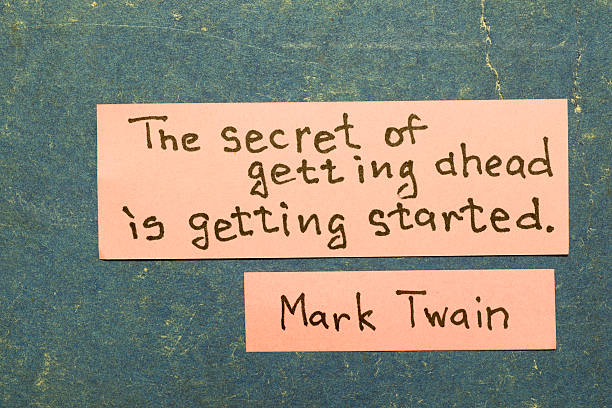 The secret of
getting ahead
is getting started.
Mark Twain